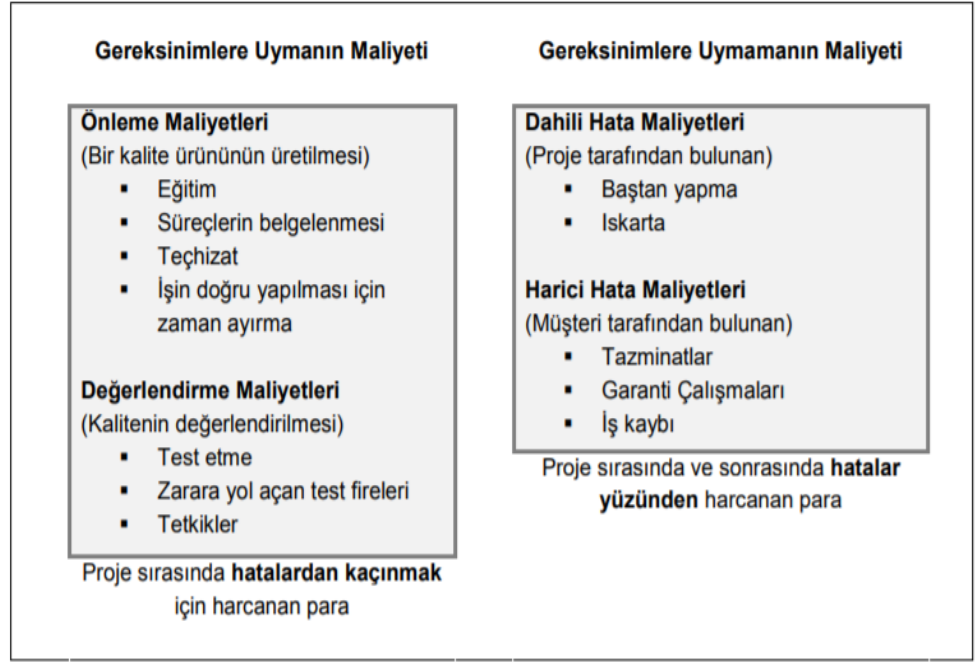 Gereksinimlere Uymanın Maliyeti
Önleme Maliyetleri
(Bir kalite ürününün üretilmesi)
▪ Eğitim
▪ Süreçlerin belgelenmesi
▪ Teçhizat
▪ İşin doğru yapılması için
zaman ayırma
Değerlendirme Maliyetleri
(Kalitenin değerlendirilmesi)
▪ Test etme
▪ Zarara yol açan test fireleri
▪ Tetkikler
Proje sırasında hatalardan kaçınmak
için harcanan para
Gereksinimlere Uymamanın Maliyeti
Dahili Hata Maliyetleri
(Proje tarafından bulunan)
▪ Baştan yapma
▪ Iskarta
Harici Hata Maliyetleri
(Müşteri tarafından bulunan)
▪ Tazminatlar
▪ Garanti Çalışmaları
▪ İş kaybı
Proje sırasında ve sonrasında hatalar
yüzünden harcanan para